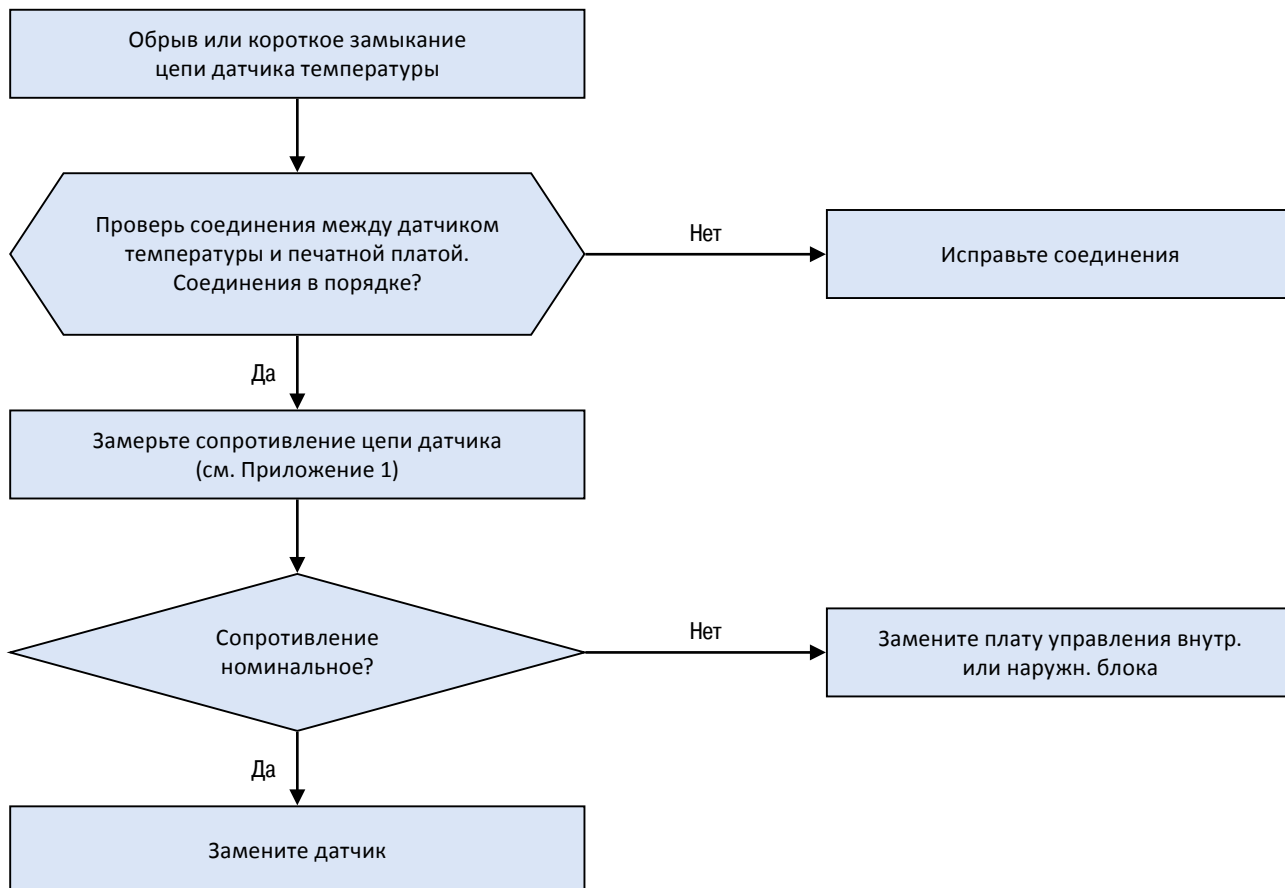 Обрыв или короткое замыкание
цепи датчика температуры
Проверь соединения между датчиком
температуры и печатной платой.
Соединения в порядке?
Нет
Исправьте соединения
Да
Замерьте сопротивление цепи датчика
(см. Приложение 1)
Сопротивление
номинальное?
Нет
Замените плату управления внутр.
или наружн. блока
Да
Замените датчик